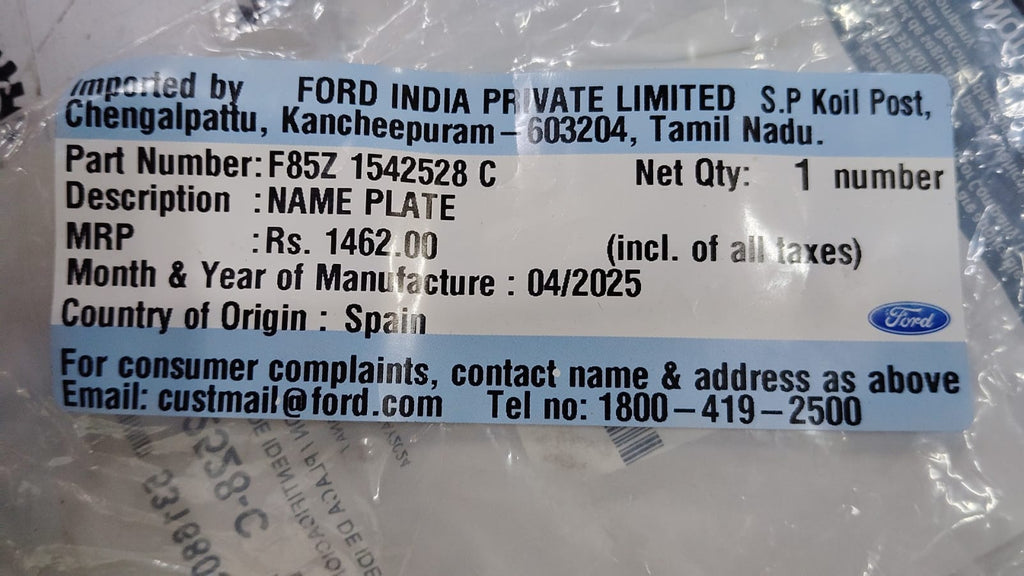 Imported by FORD INDIA PRIVATE LIMITED S.P Koil Post,
Chengalpattu, Kancheepuram - 603204, Tamil Nadu.
Part Number: F85Z 1542528 C Net Qty: 1 number
Description : NAME PLATE
MRP : Rs. 1462.00 (incl. of all taxes)
Month & Year of Manufacture : 04/2025
Country of Origin : Spain
Ford
For consumer complaints, contact name & address as above
Email: custmail@ford.com Tel no: 1800-419-2500